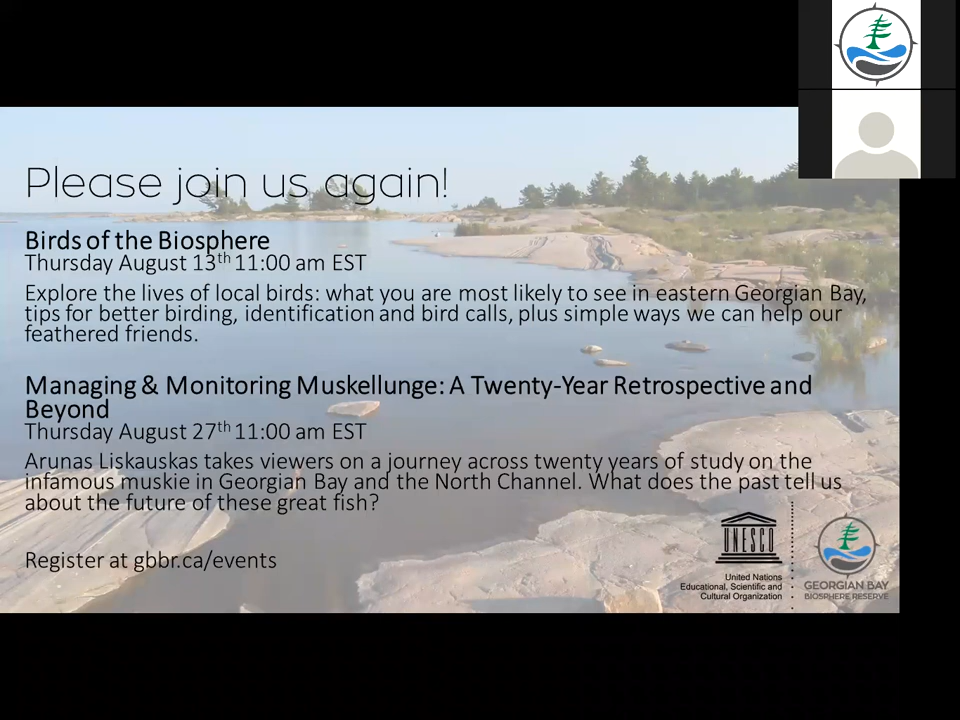 Please join us again!
Birds of the Biosphere
Thursday August 13th 11:00 am EST
Explore the lives of local birds: what you are most likely to see in eastern Georgian Bay,
tips for better birding, identification and bird calls, plus simple ways we can help our
feathered friends.
Managing & Monitoring Muskellunge: A Twenty-Year Retrospective and
Beyond
Thursday August 27th 11:00 am EST
Arunas Liskauskas takes viewers on a journey across twenty years of study on the
infamous muskie in Georgian Bay and the North Channel. What does the past tell us
about the future of these great fish?
Register at gbbr.ca/events
UNESCO
United Nations
Educational, Scientific and
Cultural Organization
GEORGIAN BAY
BIOSPHERE RESERVE